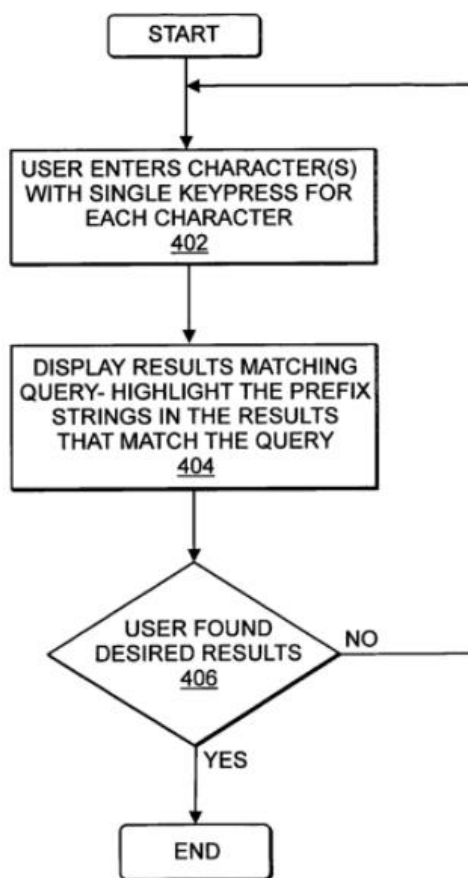 START
USER ENTERS CHARACTER(S)
WITH SINGLE KEYPRESS FOR
EACH CHARACTER
402
DISPLAY RESULTS MATCHING
QUERY- HIGHLIGHT THE PREFIX
STRINGS IN THE RESULTS
THAT MATCH THE QUERY
404
USER FOUND
DESIRED RESULTS
406
NO
YES
END